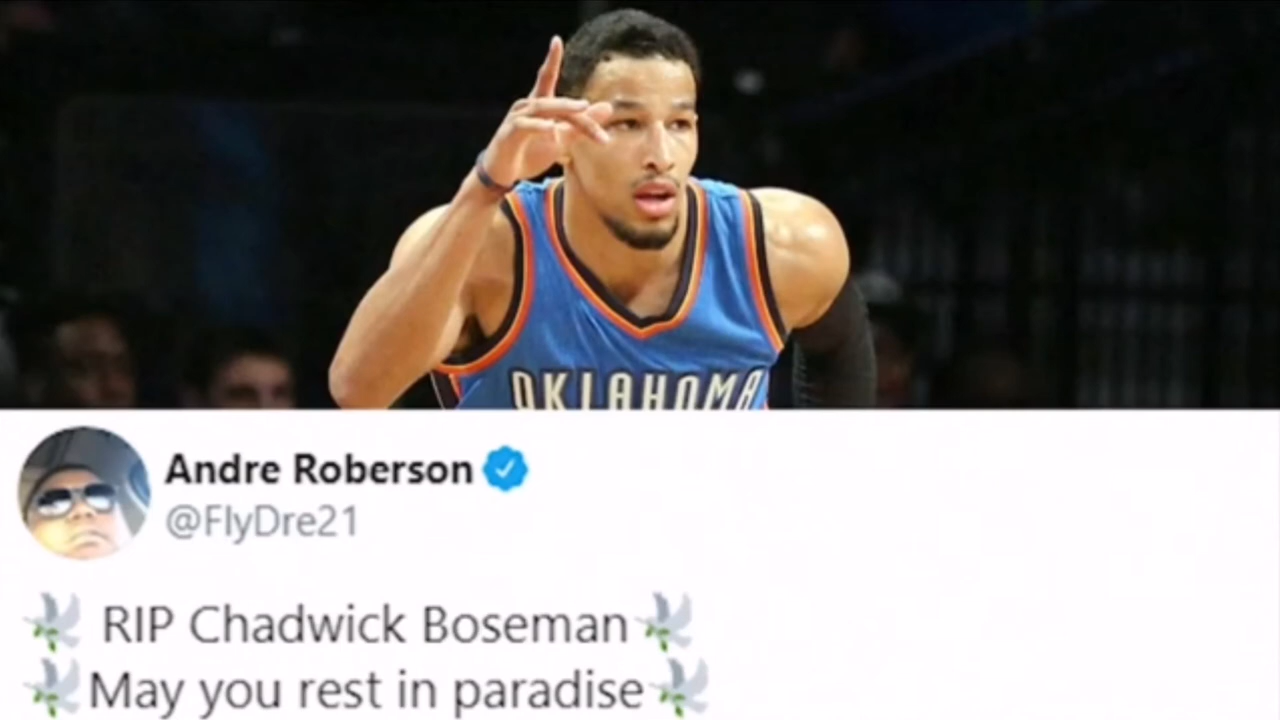 OKLAHOMA
Andre Roberson
@FlyDre21
🕊 RIP Chadwick Boseman 🕊
🕊 May you rest in paradise 🕊